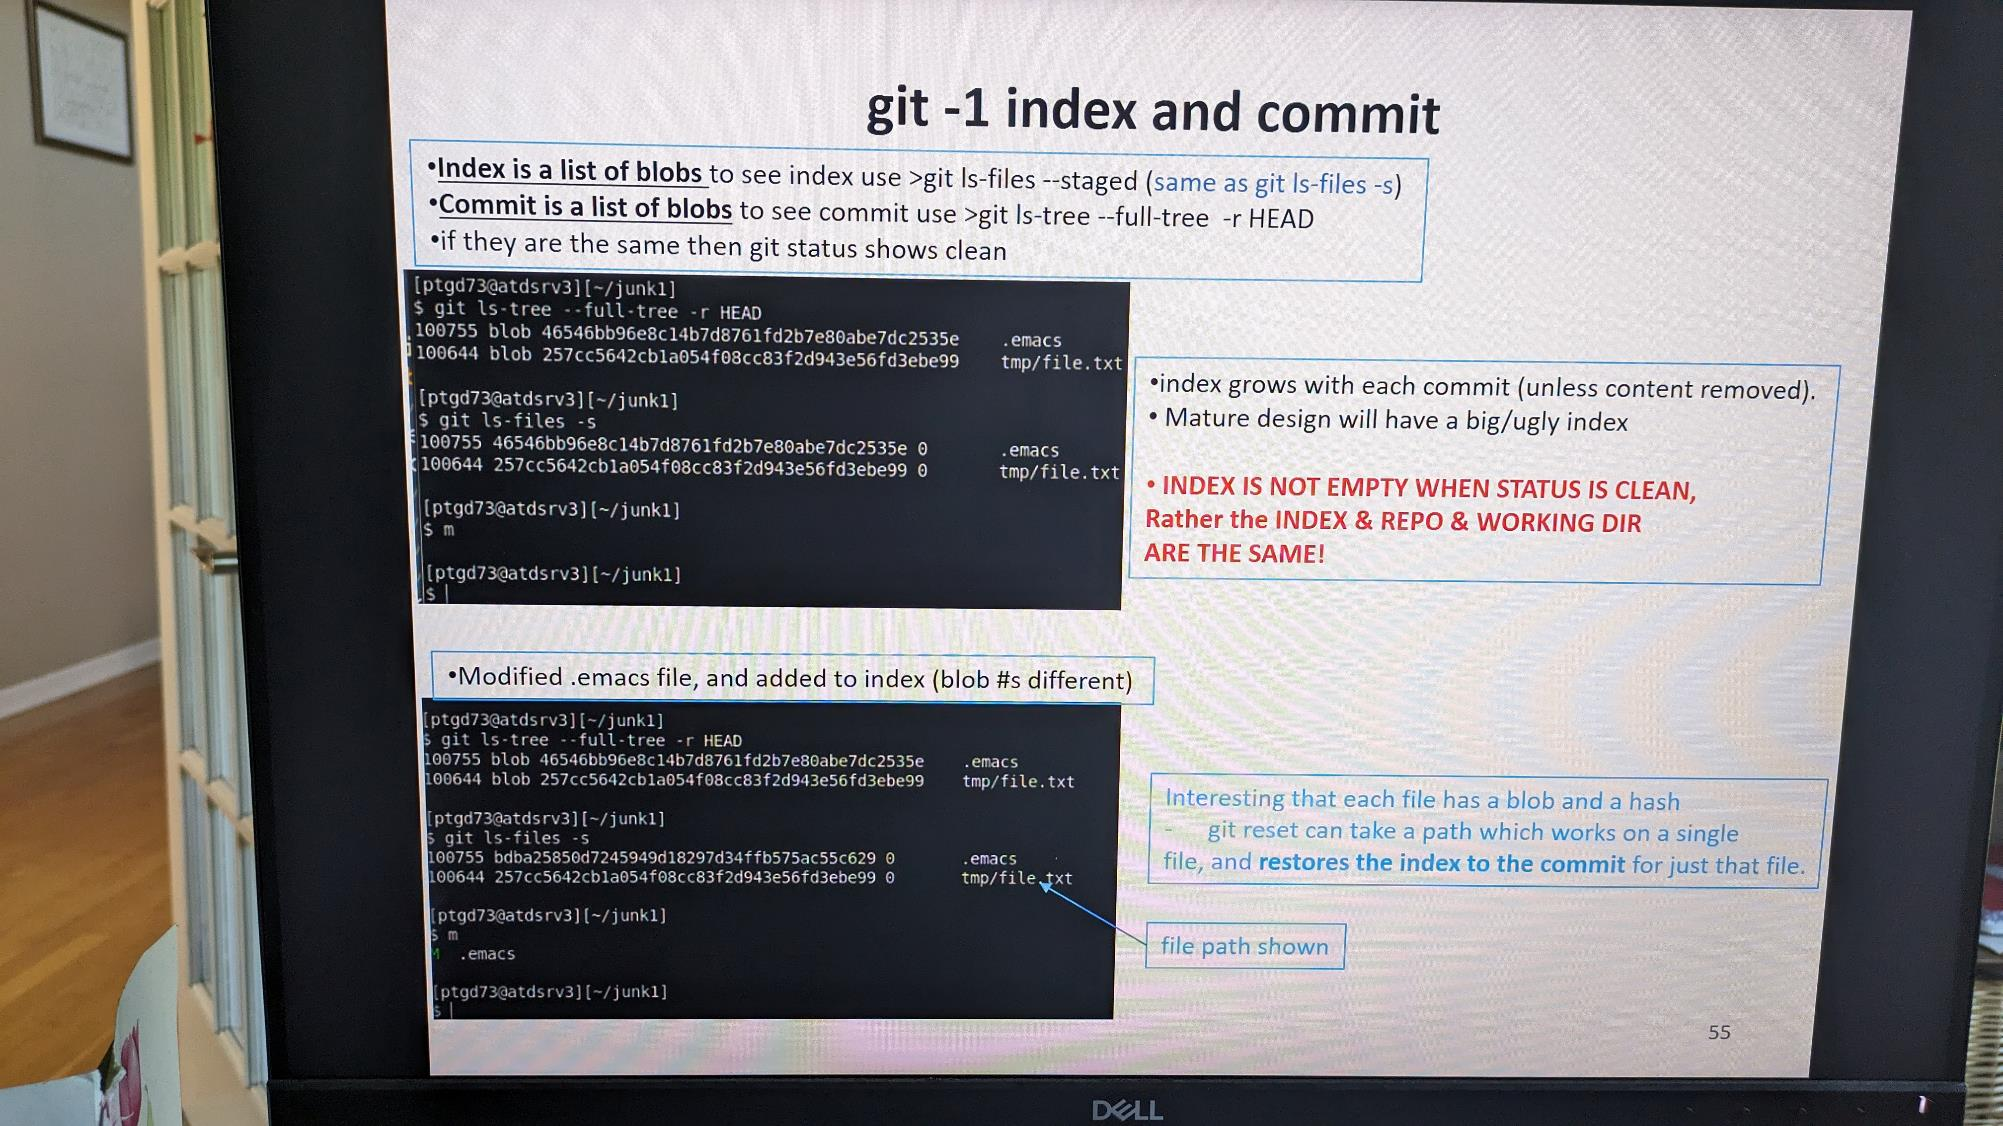 git -1 index and commit
•Index is a list of blobs to see index use >git ls-files --staged (same as git ls-files -s)
•Commit is a list of blobs to see commit use >git ls-tree --full-tree -r HEAD
•if they are the same then git status shows clean
[ptgd73@atdsrv3][~/junk1]
$ git ls-tree --full-tree -r HEAD
100755 blob 46546bb96e8c14b7d8761fd2b7e80abe7dc2535e .emacs
100644 blob 257cc5642cb1a054f08cc83f2d943e56fd3ebe99 tmp/file.txt
[ptgd73@atdsrv3][~/junk1]
$ git ls-files -s
100755 46546bb96e8c14b7d8761fd2b7e80abe7dc2535e 0 .emacs
100644 257cc5642cb1a054f08cc83f2d943e56fd3ebe99 0 tmp/file.txt
[ptgd73@atdsrv3][~/junk1]
$ m
[ptgd73@atdsrv3][~/junk1]
$
•index grows with each commit (unless content removed).
• Mature design will have a big/ugly index
• INDEX IS NOT EMPTY WHEN STATUS IS CLEAN,
Rather the INDEX & REPO & WORKING DIR
ARE THE SAME!
•Modified .emacs file, and added to index (blob #s different)
[ptgd73@atdsrv3][~/junk1]
$ git ls-tree --full-tree -r HEAD
100755 blob 46546bb96e8c14b7d8761fd2b7e80abe7dc2535e .emacs
100644 blob 257cc5642cb1a054f08cc83f2d943e56fd3ebe99 tmp/file.txt
[ptgd73@atdsrv3][~/junk1]
$ git ls-files -s
100755 bdba25850d7245949d18297d34ffb575ac55c629 0 .emacs
100644 257cc5642cb1a054f08cc83f2d943e56fd3ebe99 0 tmp/file.txt
[ptgd73@atdsrv3][~/junk1]
$ m
M .emacs
[ptgd73@atdsrv3][~/junk1]
$
Interesting that each file has a blob and a hash
- git reset can take a path which works on a single
file, and restores the index to the commit for just that file.
file path shown
55
DELL